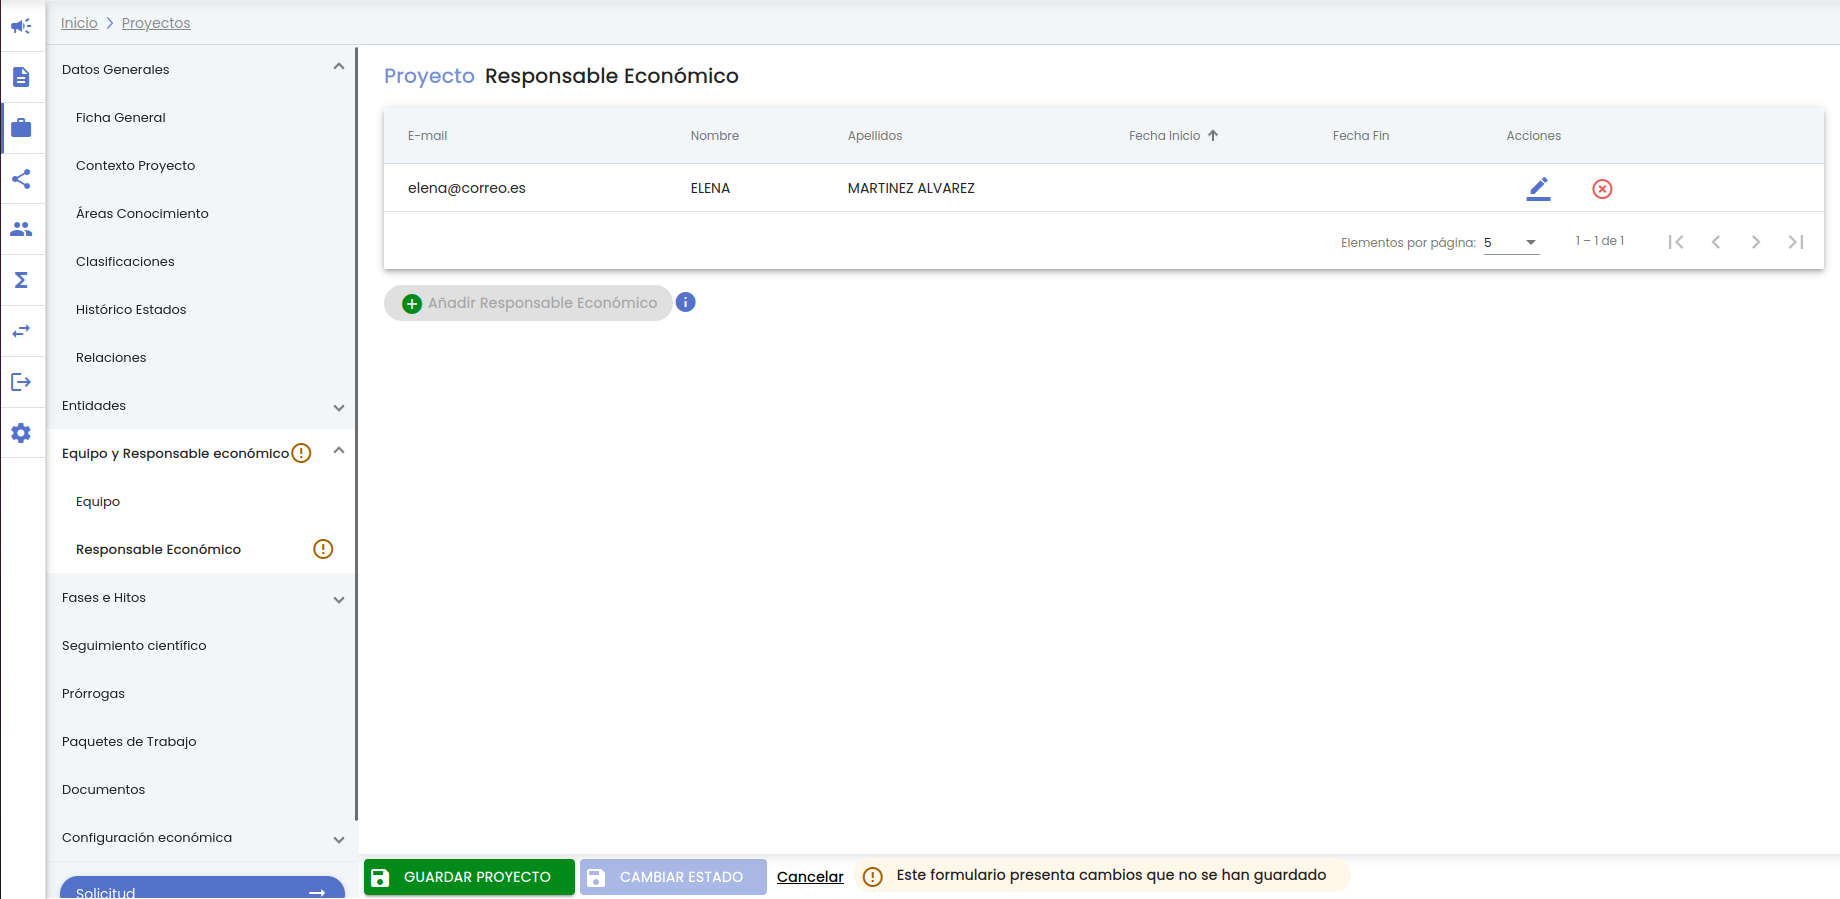 Inicio > Proyectos
Datos Generales
Ficha General
Contexto Proyecto
Áreas Conocimiento
Clasificaciones
Histórico Estados
Relaciones
Entidades
Equipo y Responsable económico
Equipo
Responsable Económico
Fases e Hitos
Seguimiento científico
Prórrogas
Paquetes de Trabajo
Documentos
Configuración económica
Solicitud
Proyecto Responsable Económico
E-mail Nombre Apellidos Fecha Inicio Fecha Fin Acciones
elena@correo.es ELENA MARTINEZ ALVAREZ
Elementos por página: 5 1 – 1 de 1
Añadir Responsable Económico
GUARDAR PROYECTO CAMBIAR ESTADO Cancelar Este formulario presenta cambios que no se han guardado